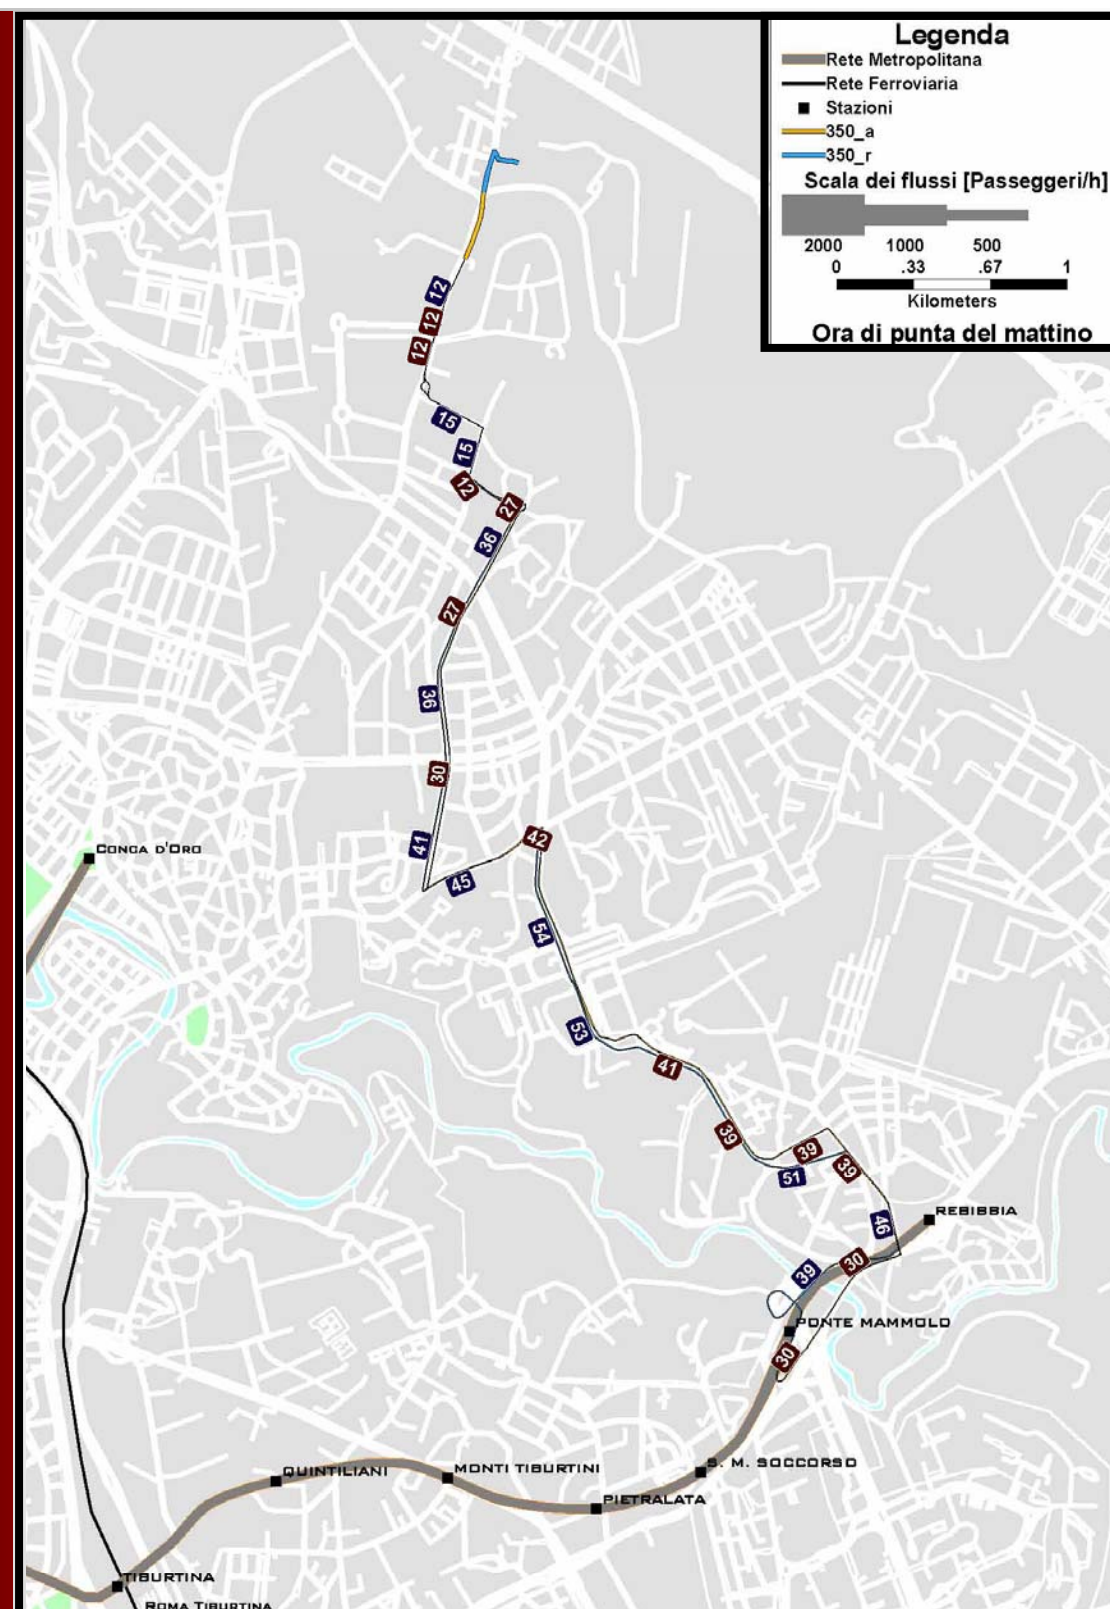 Legenda
Rete Metropolitana
Rete Ferroviaria
Stazioni
350_a
350_r
Scala dei flussi [Passeggeri/h]
2000 1000 500
0 .33 .67 1
Kilometers
Ora di punta del mattino
12
12
12
15
15
12
27
36
27
36
30
42
41
CONCA D'ORO
45
54
53
41
39
39
39
51
REBIBBIA
46
30
39
PONTE MAMMOLO
30
S. M. SOCCORSO
QUINTILIANI
MONTI TIBURTINI
PIETRALATA
TIBURTINA
ROMA TIBURTINA